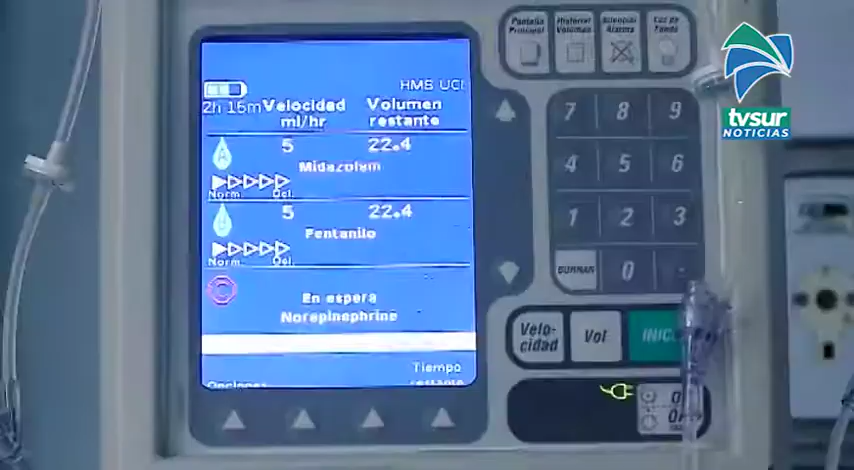 Pantalla Principal
Historial Volumen
Silenciar Alarma
Luz de Fondo
tvsur
NOTICIAS
HMB UCI
2h 15m Velocidad ml/hr
Volumen restante
A 5 22.4
Midazolam
Norm. Del.
5 22.4
Fentanilo
Norm. Del.
C
En espera
Norepinephrine
Tiempo
Opciones restante
7 8 9
4 5 6
1 2 3
BORRAR 0
Velo-cidad
Vol